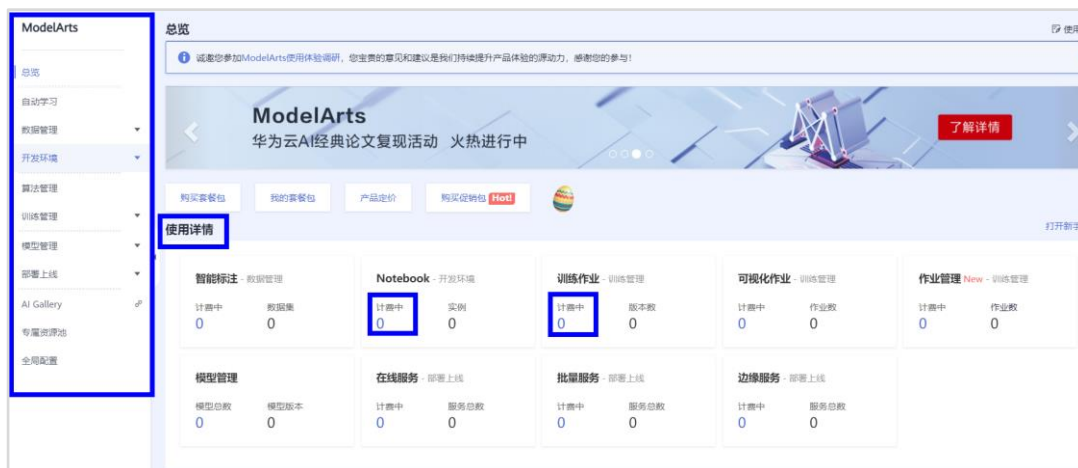 ModelArts
总览
自动学习
数据管理
开发环境
算法管理
训练管理
模型管理
部署上线
AI Gallery
专属资源池
全局配置
总览
使用
诚邀您参加ModelArts使用体验调研，您宝贵的意见和建议是我们持续提升产品体验的源动力，感谢您的参与！
ModelArts
华为云AI经典论文复现活动 火热进行中
了解详情
购买套餐包 我的套餐包 产品定价 购买促销包 Hot!
使用详情
打开新手
智能标注 - 数据管理
计费中 数据集
0 0
Notebook - 开发环境
计费中 实例
0 0
训练作业 - 训练管理
计费中 版本数
0 0
可视化作业 - 训练管理
计费中 作业数
0 0
作业管理 New - 训练管理
计费中 作业数
0 0
模型管理
模型总数 模型版本
0 0
在线服务 - 部署上线
计费中 服务总数
0 0
批量服务 - 部署上线
计费中 服务总数
0 0
边缘服务 - 部署上线
计费中 服务总数
0 0